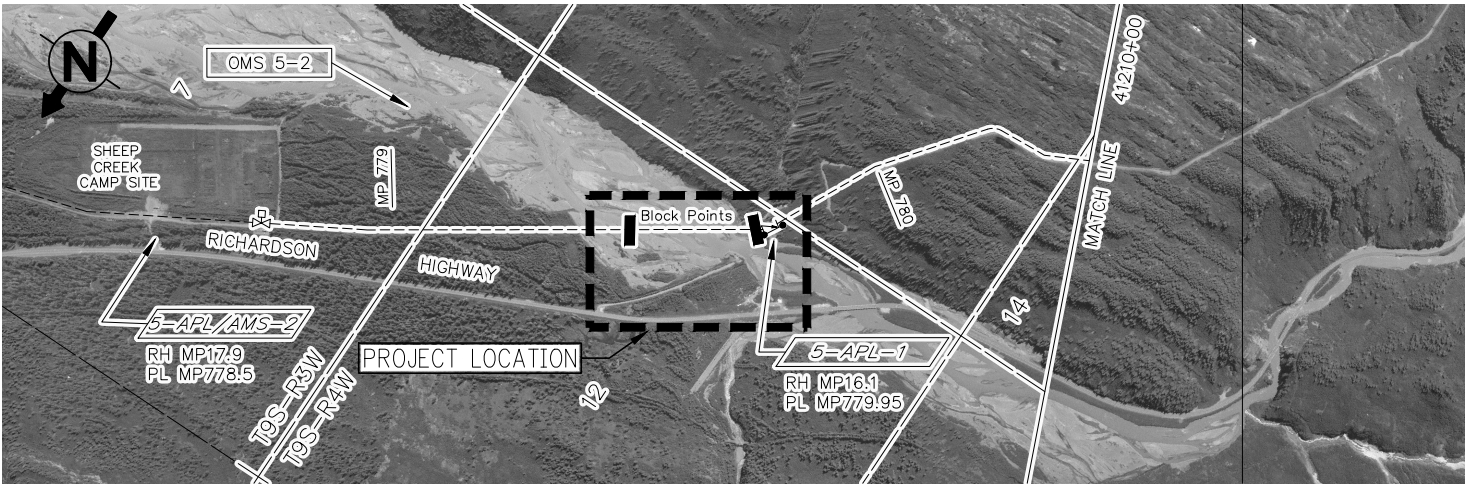 N
7
OMS 5-2
SHEEP
CREEK
CAMP SITE
MP 779
RICHARDSON
HIGHWAY
5-APL/AMS-2
RH MP17.9
PL MP778.5
T9S-R3W
T9S-R4W
PROJECT LOCATION
12
Block Points
5-APL-1
RH MP16.1
PL MP779.95
MP 780
14
MATCH LINE
41210+00